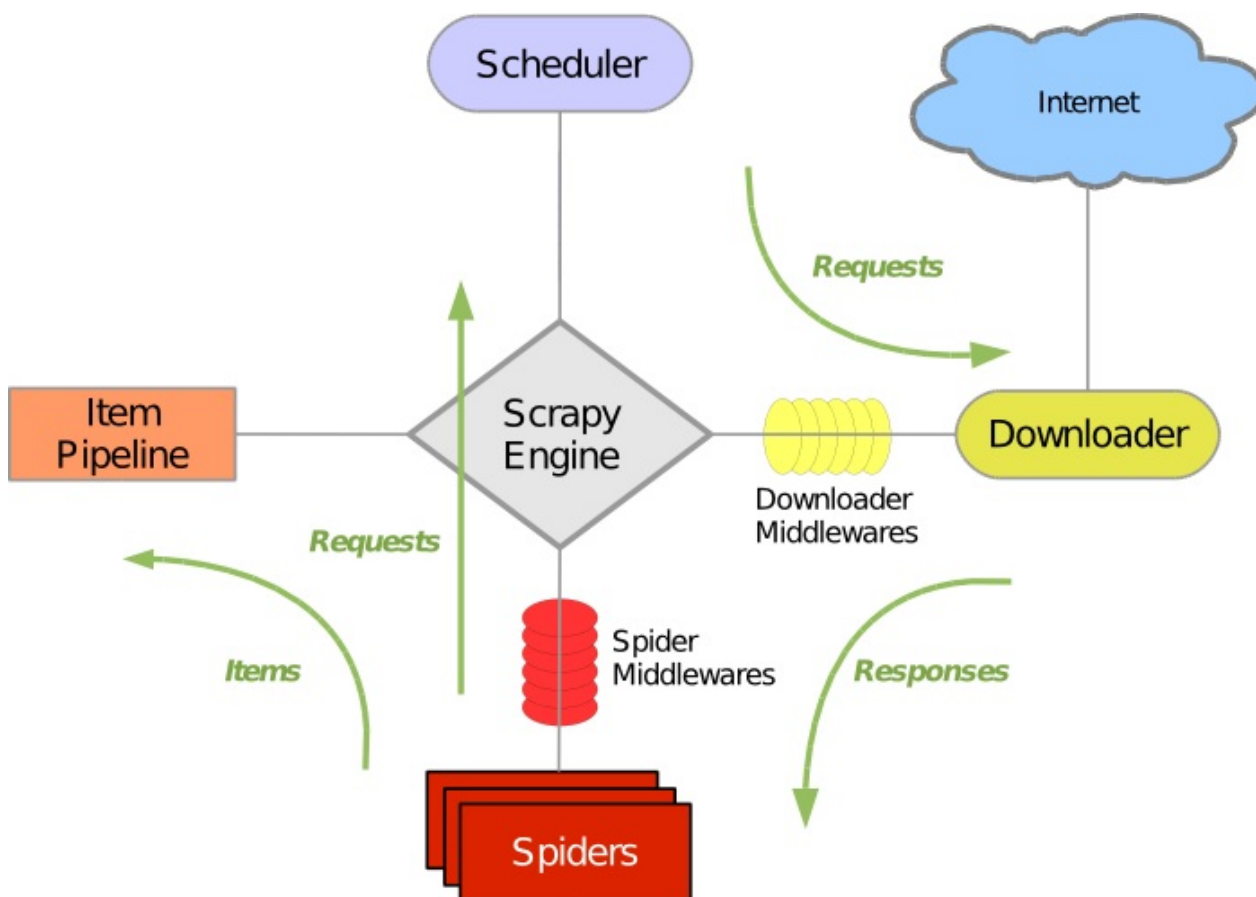 Scheduler
Internet
Requests
Item
Pipeline
Scrapy
Engine
Downloader
Downloader
Middlewares
Requests
Items
Spider
Middlewares
Responses
Spiders